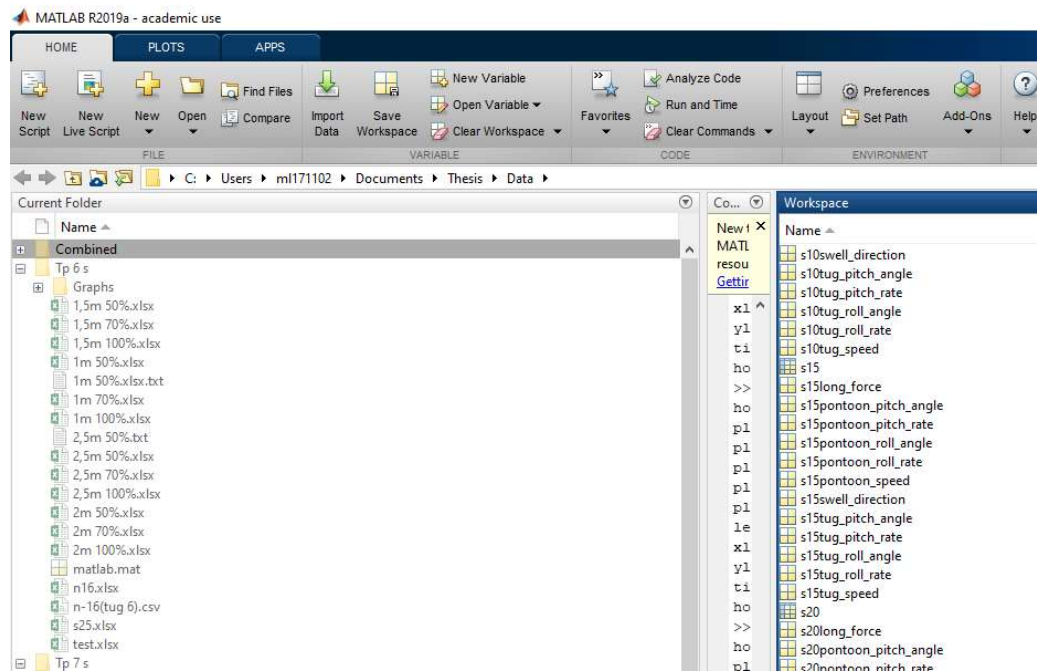 MATLAB R2019a - academic use
HOME PLOTS APPS
New Script
New Live Script
New
Open
Find Files
Compare
FILE
Import Data
Save Workspace
New Variable
Open Variable
Clear Workspace
VARIABLE
Favorites
Analyze Code
Run and Time
Clear Commands
CODE
Layout
Preferences
Set Path
Add-Ons
ENVIRONMENT
? Help
C: Users ml171102 Documents Thesis Data
Current Folder
Name
Combined
Tp 6 s
Graphs
1,5m 50%.xlsx
1,5m 70%.xlsx
1,5m 100%.xlsx
1m 50%.xlsx
1m 50%.xlsx.txt
1m 70%.xlsx
1m 100%.xlsx
2,5m 50%.txt
2,5m 50%.xlsx
2,5m 70%.xlsx
2,5m 100%.xlsx
2m 50%.xlsx
2m 70%.xlsx
2m 100%.xlsx
matlab.mat
n16.xlsx
n-16(tug 6).csv
s25.xlsx
test.xlsx
Tp 7 s
Co...
New t
MATL
resou
Gettir
xl
yl
ti
ho
>>
ho
pl
pl
pl
pl
pl
le
xl
yl
ti
ho
>>
ho
pl
Workspace
Name
s10swell_direction
s10tug_pitch_angle
s10tug_pitch_rate
s10tug_roll_angle
s10tug_roll_rate
s10tug_speed
s15
s15long_force
s15pontoon_pitch_angle
s15pontoon_pitch_rate
s15pontoon_roll_angle
s15pontoon_roll_rate
s15pontoon_speed
s15swell_direction
s15tug_pitch_angle
s15tug_pitch_rate
s15tug_roll_angle
s15tug_roll_rate
s15tug_speed
s20
s20long_force
s20pontoon_pitch_angle
s20pontoon_pitch_rate